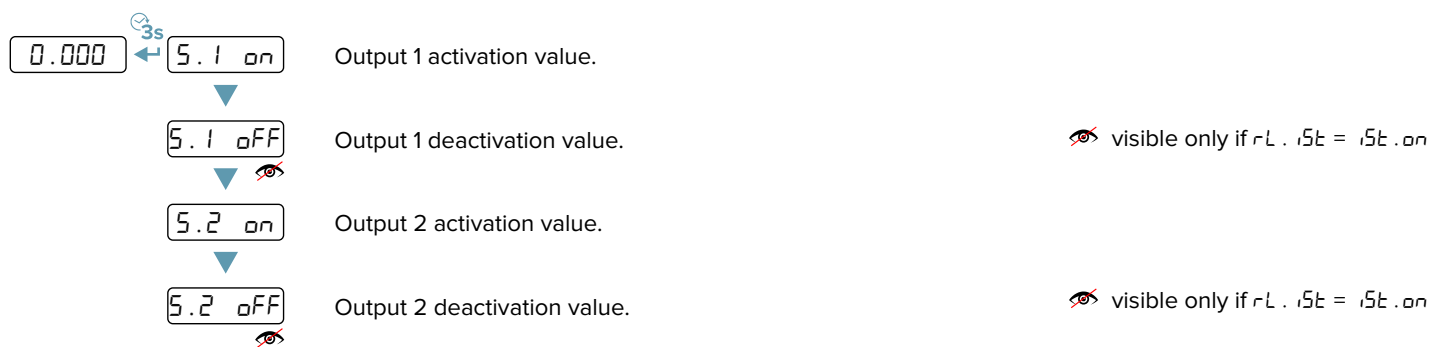 3s
0.000 S.1 on Output 1 activation value.
S.1 oFF Output 1 deactivation value. visible only if rL.iSt = iSt.on
S.2 on Output 2 activation value.
S.2 oFF Output 2 deactivation value. visible only if rL.iSt = iSt.on